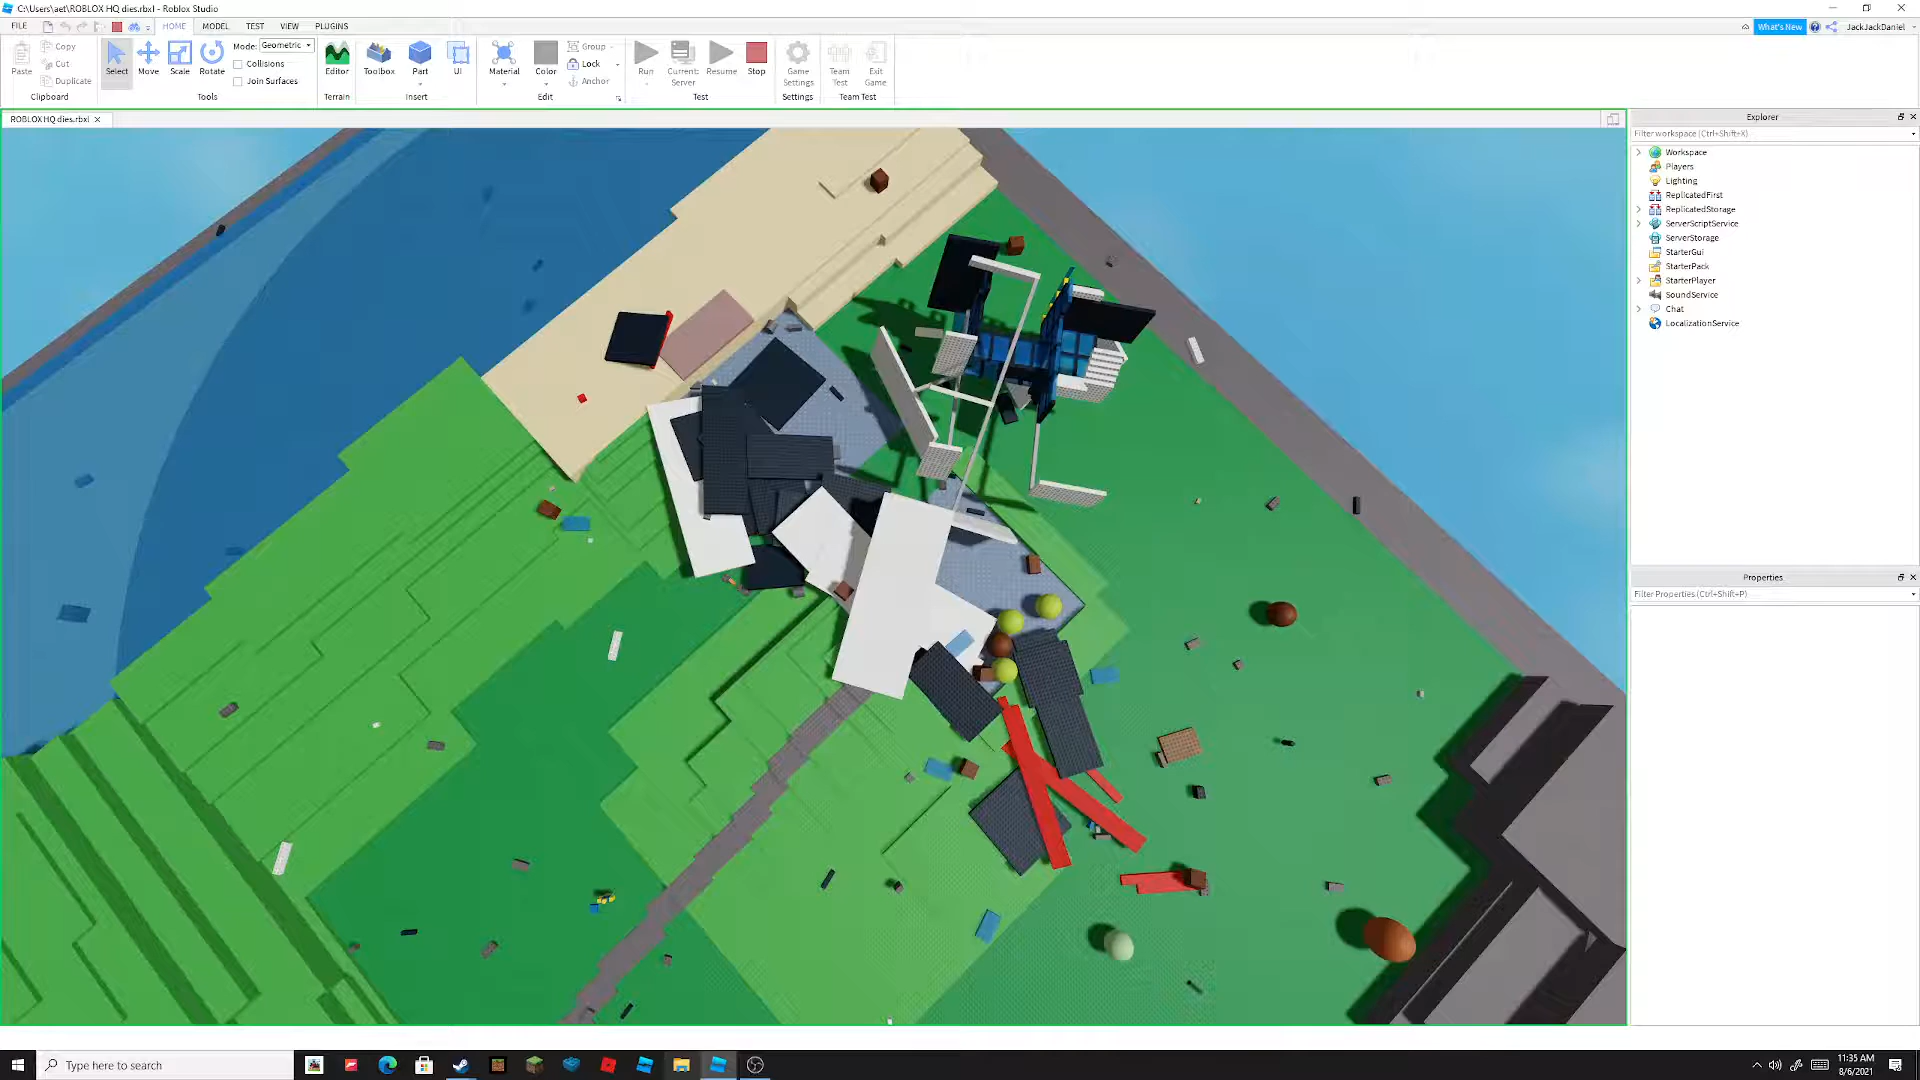 C:\Users\aet\ROBLOX HQ dies.rbxl - Roblox Studio
FILE HOME MODEL TEST VIEW PLUGINS What's New JackJackDaniel
Paste Copy Cut Duplicate Clipboard
Select Move Scale Rotate Mode: Geometric Collisions Join Surfaces Tools
Editor Terrain
Toolbox Part UI Insert
Material Color Group Lock Anchor Edit
Run Current: Server Resume Stop Test
Game Settings Settings
Team Test Exit Game Team Test
ROBLOX HQ dies.rbxl
Explorer
Filter workspace (Ctrl+Shift+X)
Workspace
Players
Lighting
ReplicatedFirst
ReplicatedStorage
ServerScriptService
ServerStorage
StarterGui
StarterPack
StarterPlayer
SoundService
Chat
LocalizationService
Properties
Filter Properties (Ctrl+Shift+P)
Type here to search
11:35 AM
8/6/2021